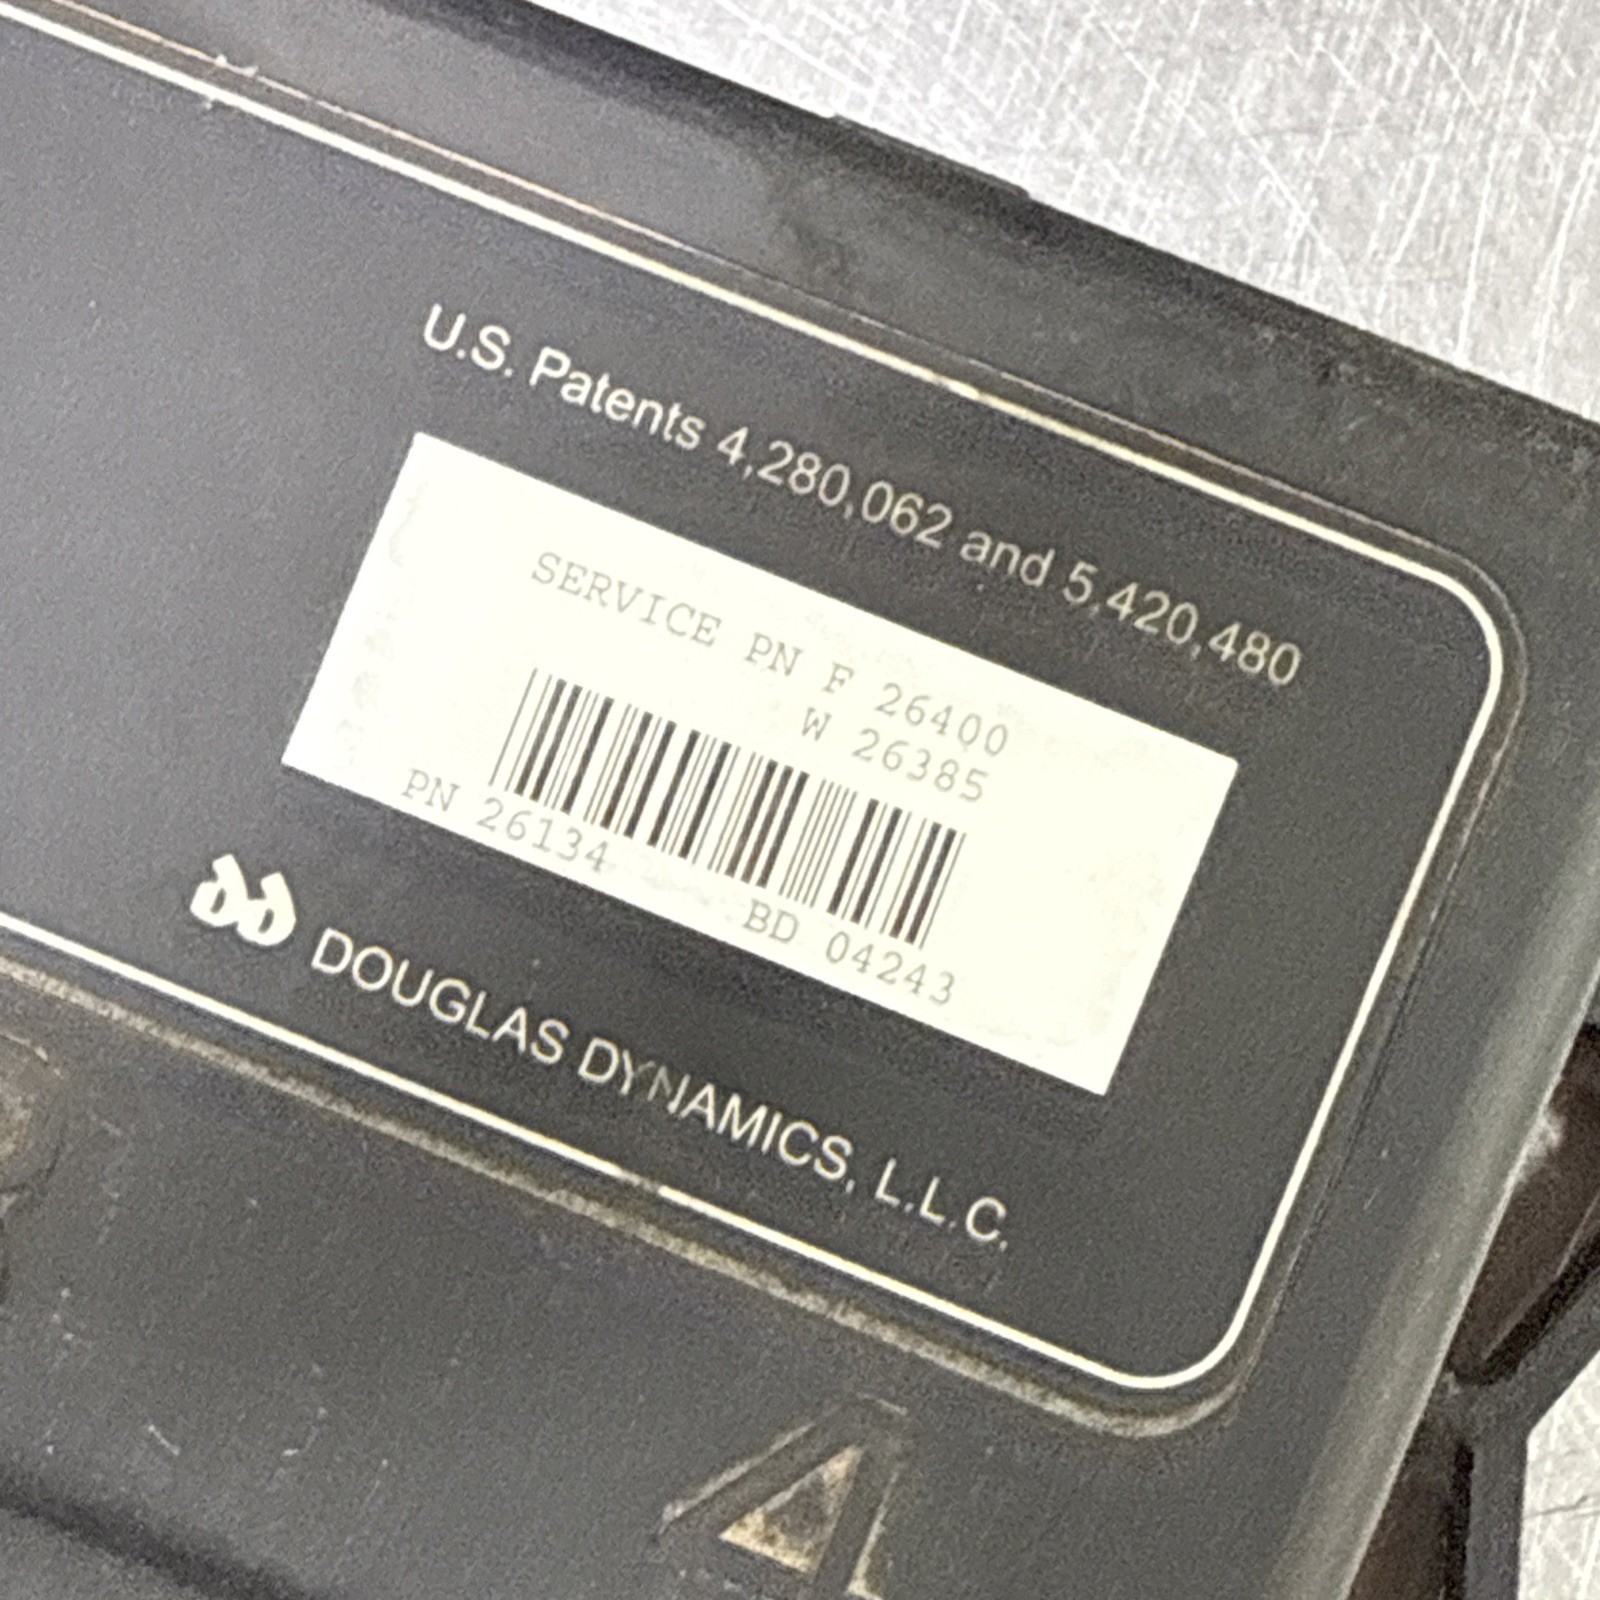 U.S. Patents 4,280,062 and 5,420,480
SERVICE PN F 26400
W 26385
PN 26134 BD 04243
DOUGLAS DYNAMICS, L.L.C.